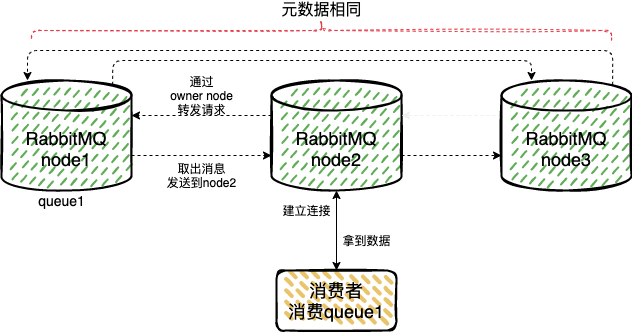 元数据相同
通过
owner node
转发请求
RabbitMQ
node1
RabbitMQ
node2
RabbitMQ
node3
取出消息
发送到node2
queue1
建立连接
拿到数据
消费者
消费queue1